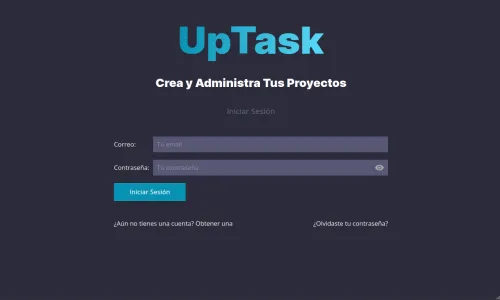 UpTask
Crea y Administra Tus Proyectos
Iniciar Sesión
Correo: Tu email
Contraseña: Tu contraseña
Iniciar Sesión
¿Aún no tienes una cuenta? Obtener una ¿Olvidaste tu contraseña?